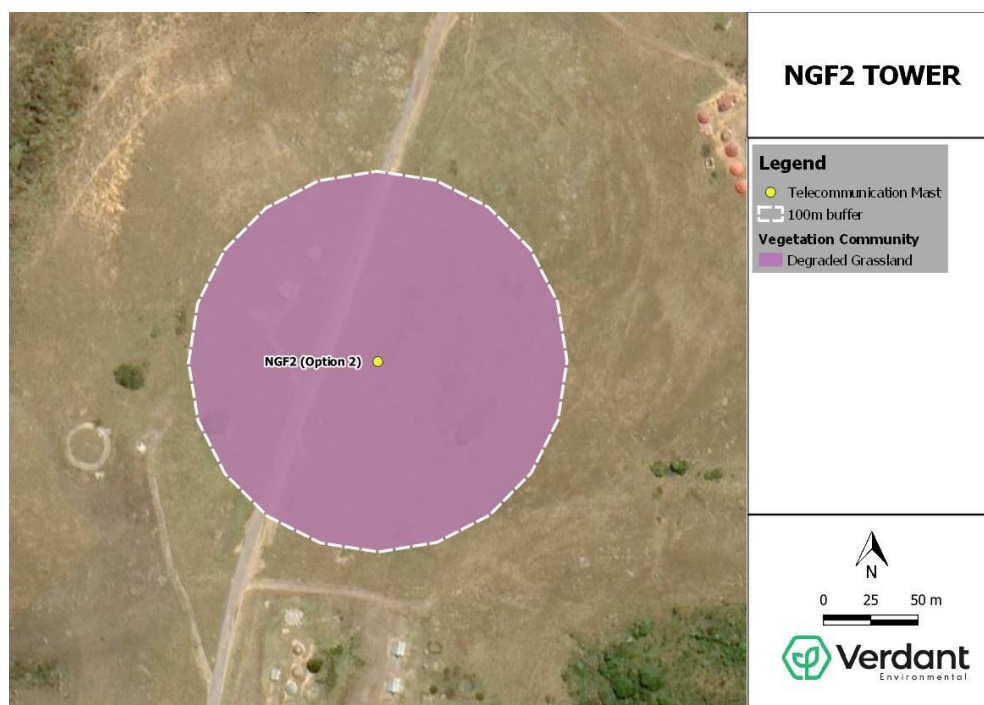 NGF2 TOWER
Legend
Telecommunication Mast
100m buffer
Vegetation Community
Degraded Grassland
NGF2 (Option 2)
N
0 25 50 m
Verdant
Environmental